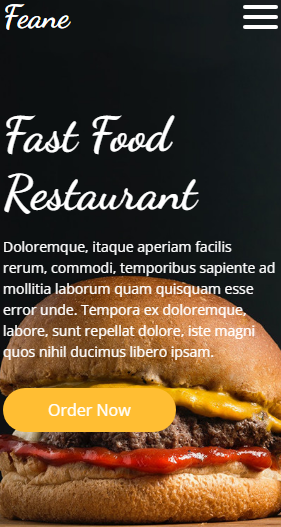 Feane
Fast Food
Restaurant
Doloremque, itaque aperiam facilis
rerum, commodi, temporibus sapiente ad
mollitia laborum quam quisquam esse
error unde. Tempora ex doloremque,
labore, sunt repellat dolore, iste magni
quos nihil ducimus libero ipsam.
Order Now